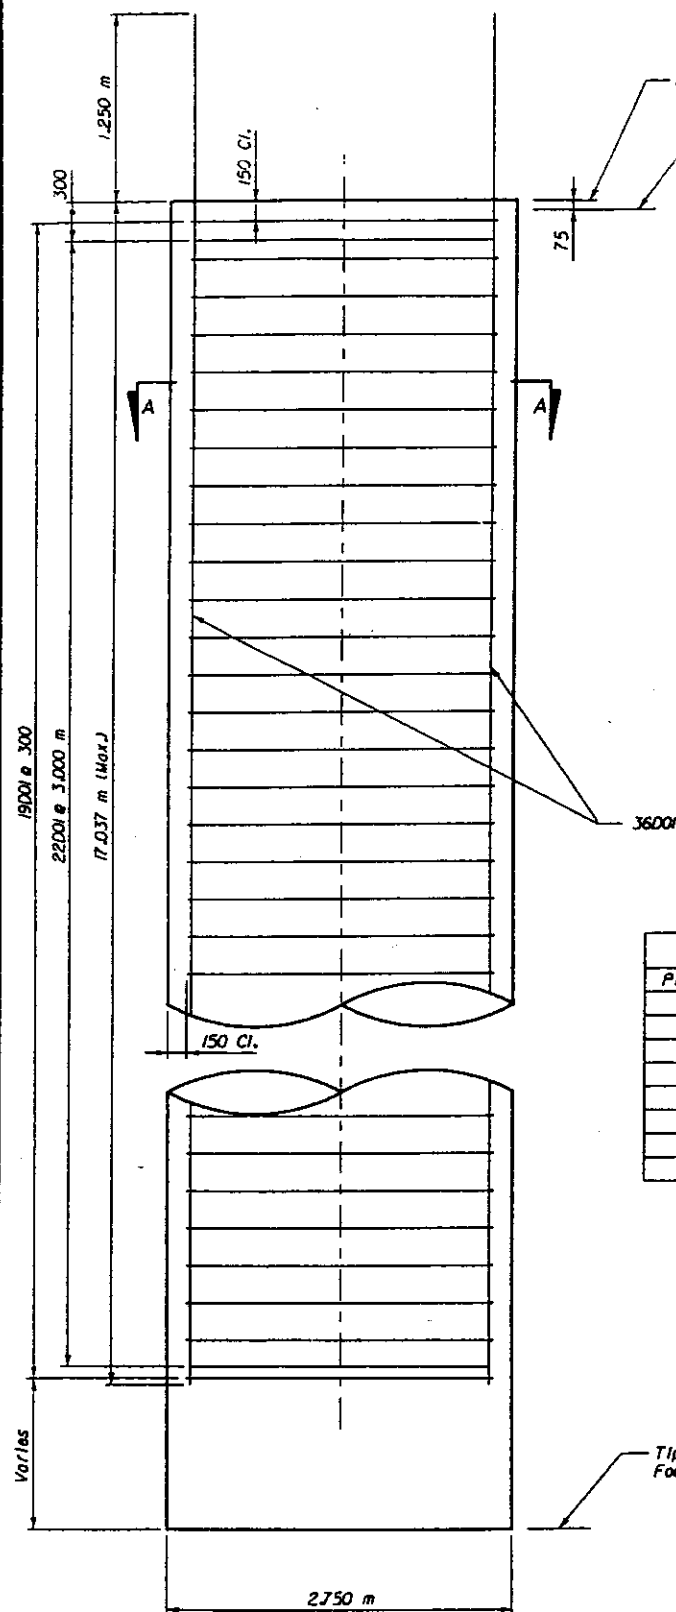 1.250 m
300
150 Cl.
75
A
A
19D01 @ 300
22D01 @ 3.000 m
17.037 m (Max.)
36D01
150 Cl.
Varies
2.750 m